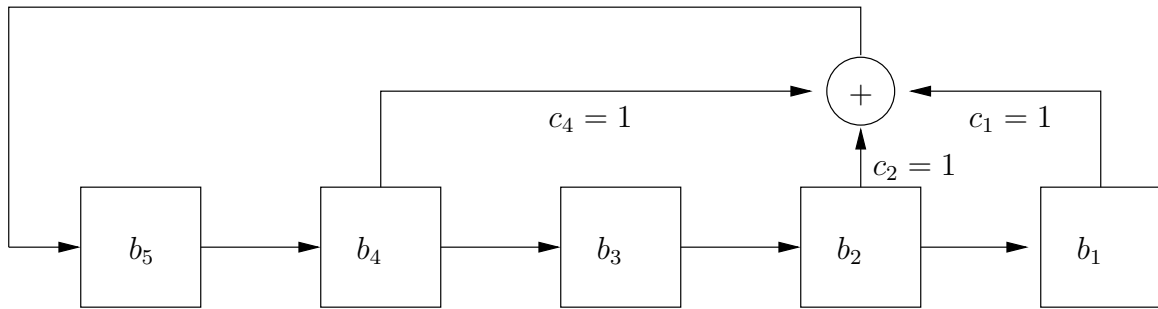 +
$c_4 = 1$
$c_1 = 1$
$c_2 = 1$
$b_5$
$b_4$
$b_3$
$b_2$
$b_1$